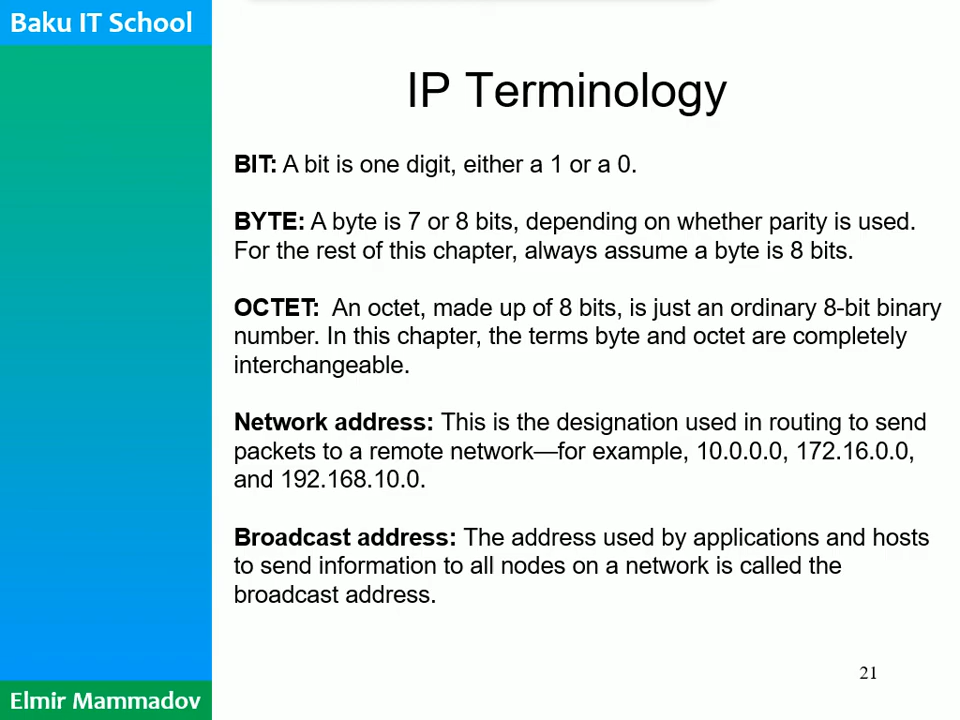 Baku IT School
IP Terminology
BIT: A bit is one digit, either a 1 or a 0.
BYTE: A byte is 7 or 8 bits, depending on whether parity is used.
For the rest of this chapter, always assume a byte is 8 bits.
OCTET:  An octet, made up of 8 bits, is just an ordinary 8-bit binary
number. In this chapter, the terms byte and octet are completely
interchangeable.
Network address: This is the designation used in routing to send
packets to a remote network—for example, 10.0.0.0, 172.16.0.0,
and 192.168.10.0.
Broadcast address: The address used by applications and hosts
to send information to all nodes on a network is called the
broadcast address.
21
Elmir Mammadov